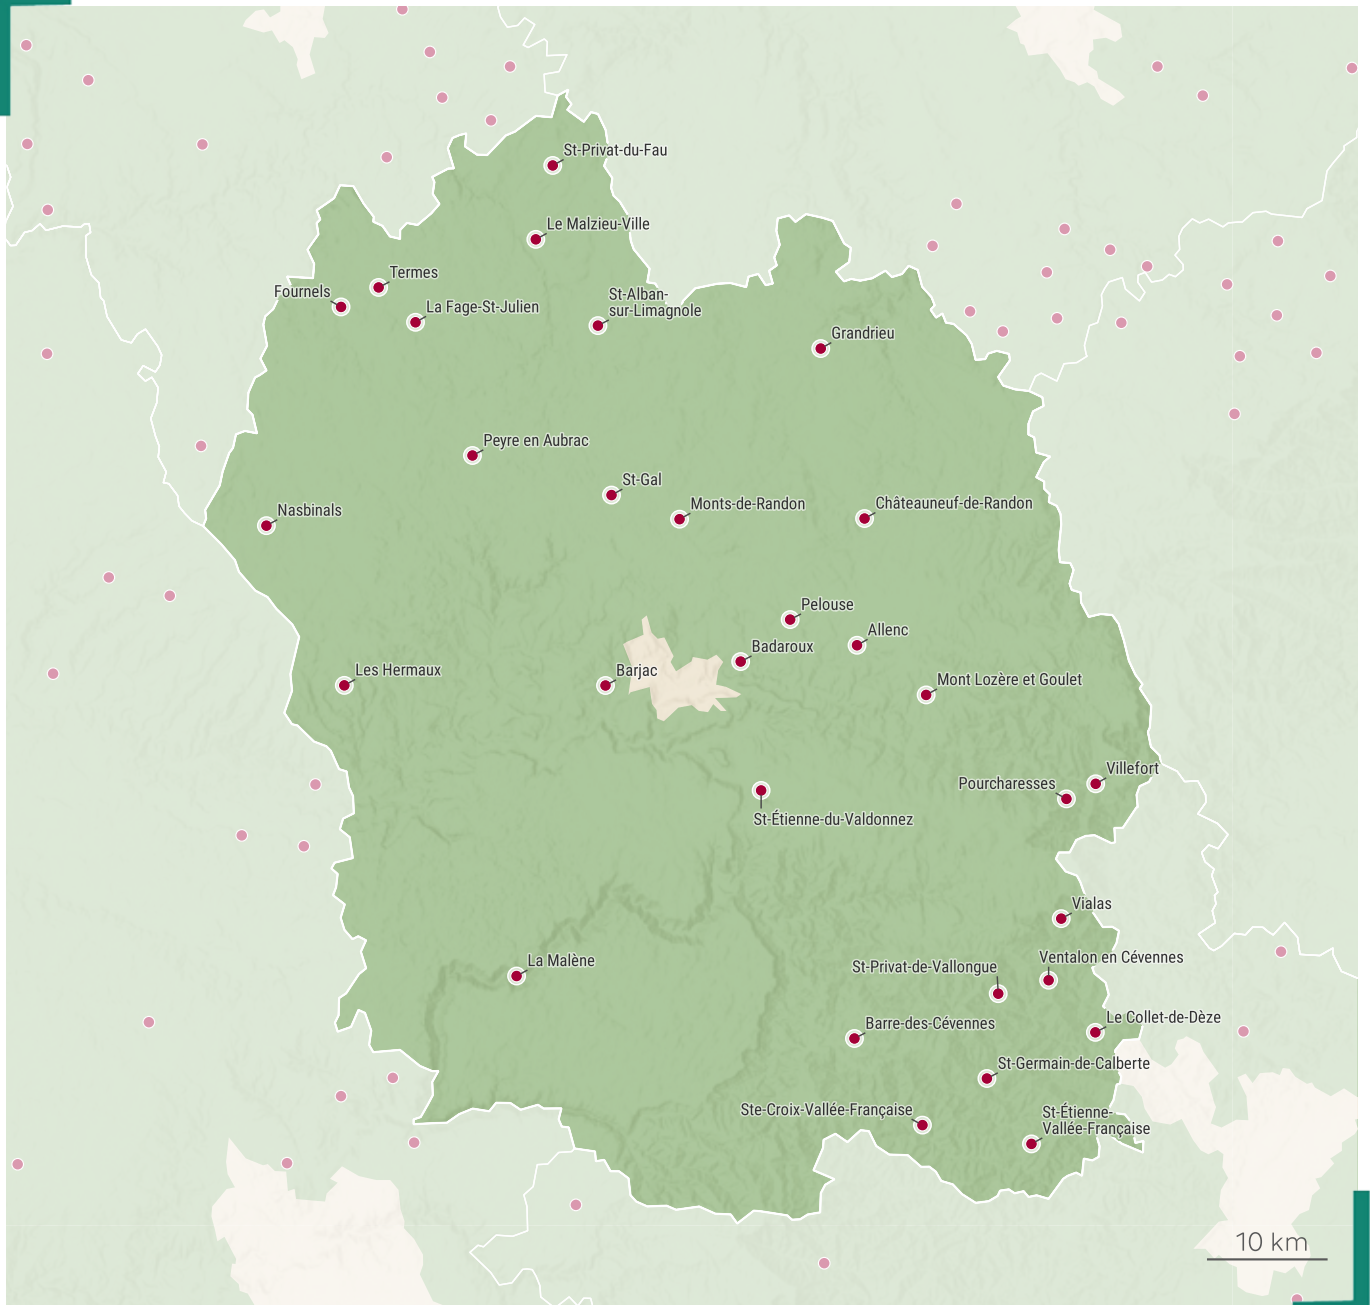 St-Privat-du-Fau
Le Malzieu-Ville
Termes
Fournels
La Fage-St-Julien
St-Alban-
sur-Limagnole
Grandrieu
Peyre en Aubrac
St-Gal
Monts-de-Randon
Châteauneuf-de-Randon
Nasbinals
Pelouse
Allenc
Badaroux
Les Hermaux
Barjac
Mont Lozère et Goulet
Villefort
Pourcharesses
St-Étienne-du-Valdonnez
Vialas
La Malène
St-Privat-de-Vallongue
Ventalon en Cévennes
Le Collet-de-Dèze
Barre-des-Cévennes
St-Germain-de-Calberte
Ste-Croix-Vallée-Française
St-Étienne-
Vallée-Française
10 km